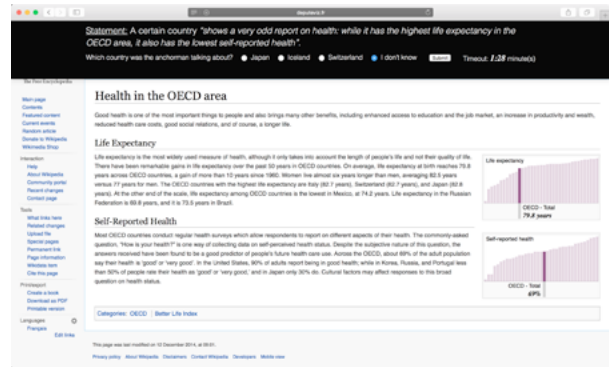 deputeris.fr
Statement: A certain country "shows a very odd report on health: while it has the highest life expectancy in the
OECD area, it also has the lowest self-reported health".
Which country was the anchorman talking about? Japan Iceland Switzerland I don't know Submit Timeout: 1:28 minute(s)
The Free Encyclopedia
Main page
Contents
Featured content
Current events
Random article
Donate to Wikipedia
Wikimedia Shop
Interaction
Help
About Wikipedia
Community portal
Recent changes
Contact page
Tools
What links here
Related changes
Upload file
Special pages
Permanent link
Page information
Wikidata item
Cite this page
Print/export
Create a book
Download as PDF
Printable version
Languages
Français
Edit links
Health in the OECD area
Good health is one of the most important things to people and also brings many other benefits, including enhanced access to education and the job market, an increase in productivity and wealth,
reduced health care costs, good social relations, and of course, a longer life.
Life Expectancy
Life expectancy is the most widely used measure of health, although it only takes into account the length of people's life and not their quality of life.
There have been remarkable gains in life expectancy over the past 50 years in OECD countries. On average, life expectancy at birth reaches 79.8
years across OECD countries, a gain of more than 10 years since 1960. Women live almost six years longer than men, averaging 82.5 years
versus 77 years for men. The OECD countries with the highest life expectancy are Italy (82.7 years), Switzerland (82.7 years), and Japan (82.6
years). At the other end of the scale, life expectancy among OECD countries is the lowest in Mexico, at 74.2 years. Life expectancy in the Russian
Federation is 69.8 years, and it is 73.5 years in Brazil.
Life expectancy
OECD - Total
79.8 years
Self-Reported Health
Most OECD countries conduct regular health surveys which allow respondents to report on different aspects of their health. The commonly-asked
question, "How is your health?" is one way of collecting data on self-perceived health status. Despite the subjective nature of this question, the
answers received have been found to be a good predictor of people's future health care use. Across the OECD, about 69% of the adult population
say their health is 'good' or 'very good'. In the United States, 90% of adults report being in good health; while in Korea, Russia, and Portugal less
than 50% of people rate their health as 'good' or 'very good,' and in Japan only 30% do. Cultural factors may affect responses to this broad
question on health status.
Self-reported health
OECD - Total
69%
Categories: OECD | Better Life Index
This page was last modified on 10 December 2014, at 09:01.
Privacy policy About Wikipedia Disclaimers Contact Wikipedia Developers Mobile view